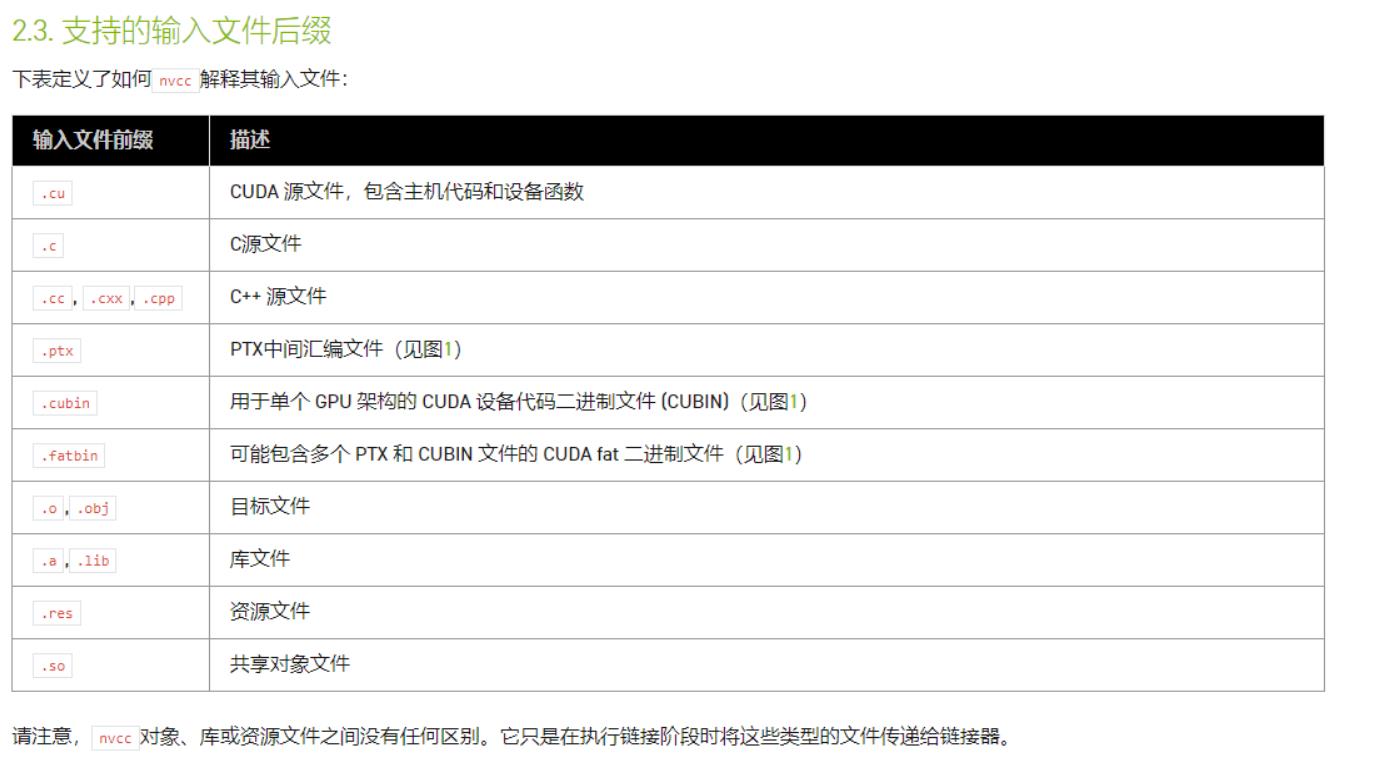 2.3. 支持的输入文件后缀
下表定义了如何 nvcc 解释其输入文件：
输入文件前缀 描述
.cu CUDA 源文件，包含主机代码和设备函数
.c C源文件
.cc, .cxx, .cpp C++ 源文件
.ptx PTX中间汇编文件（见图1）
.cubin 用于单个 GPU 架构的 CUDA 设备代码二进制文件 (CUBIN)（见图1）
.fatbin 可能包含多个 PTX 和 CUBIN 文件的 CUDA fat 二进制文件（见图1）
.o, .obj 目标文件
.a, .lib 库文件
.res 资源文件
.so 共享对象文件
请注意， nvcc 对象、库或资源文件之间没有任何区别。它只是在执行链接阶段时将这些类型的文件传递给链接器。